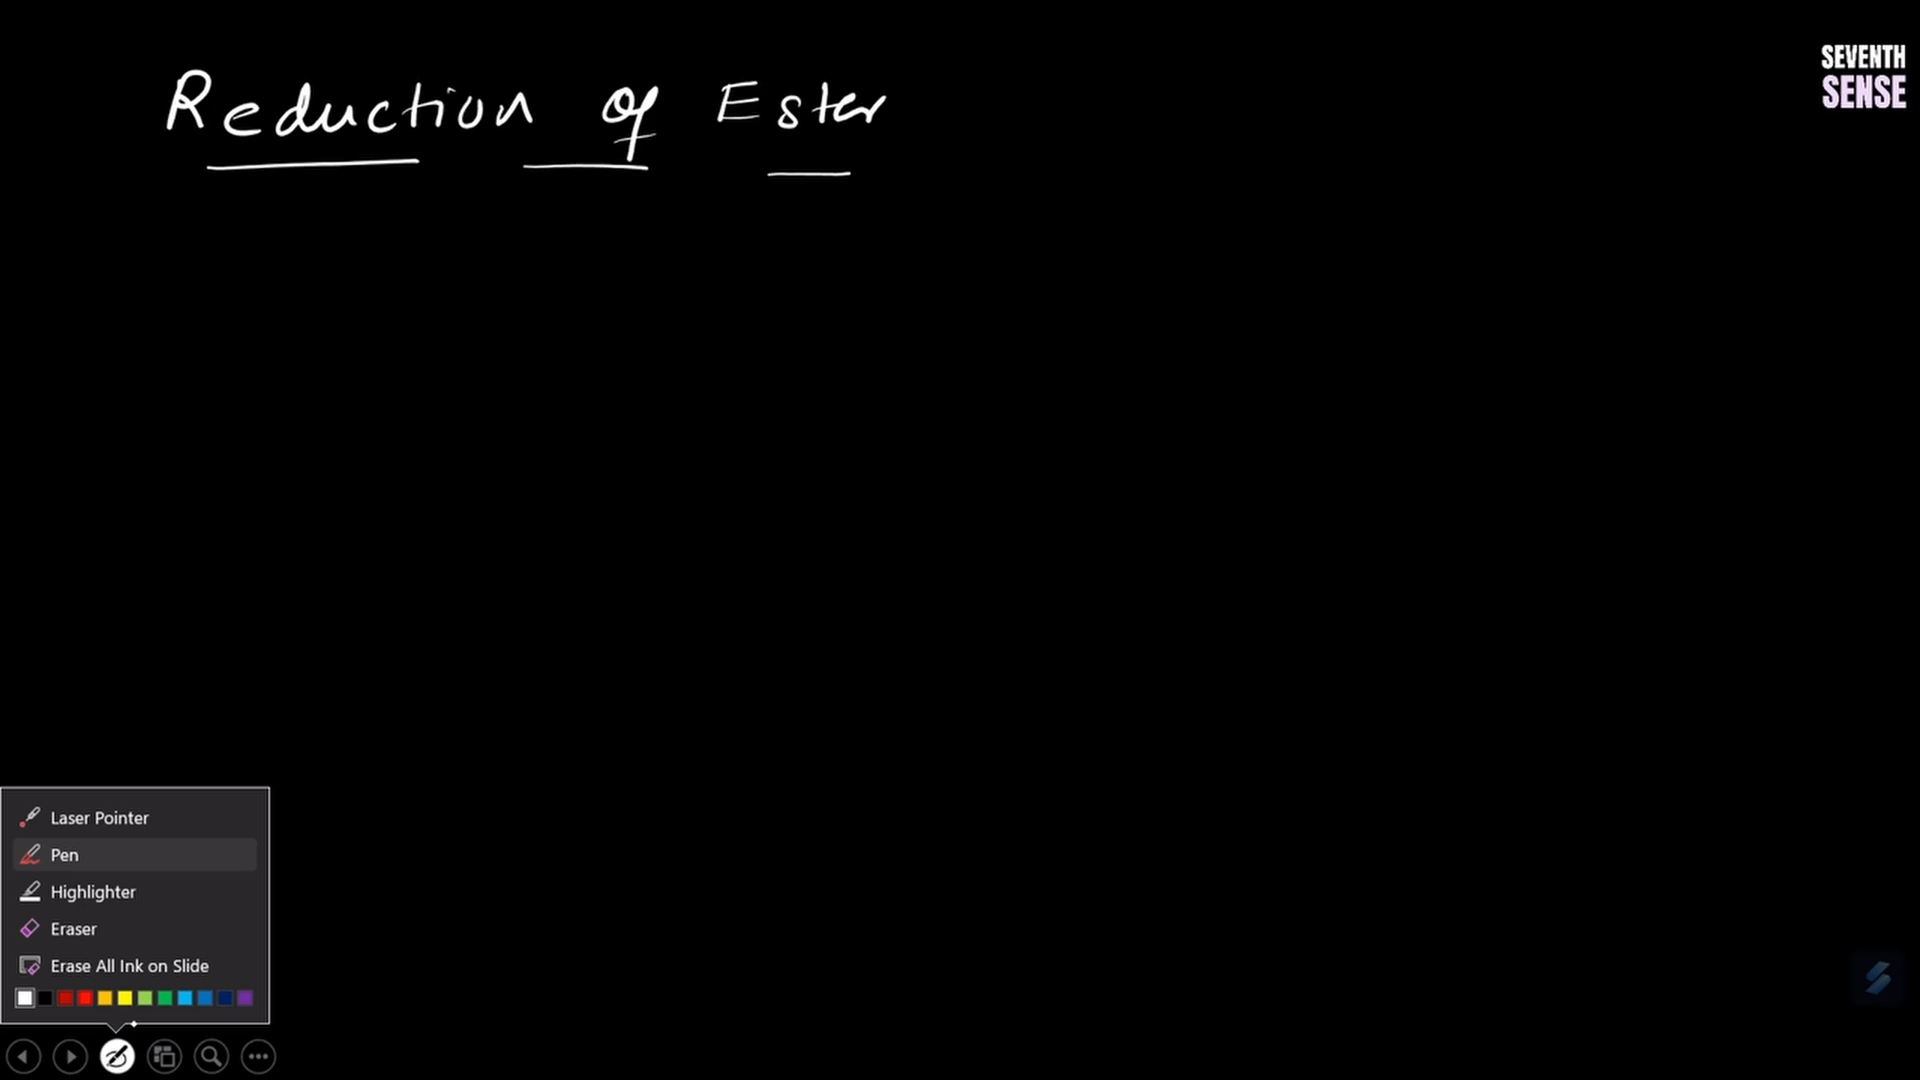 Reduction of Ester
SEVENTH
SENSE
Laser Pointer
Pen
Highlighter
Eraser
Erase All Ink on Slide